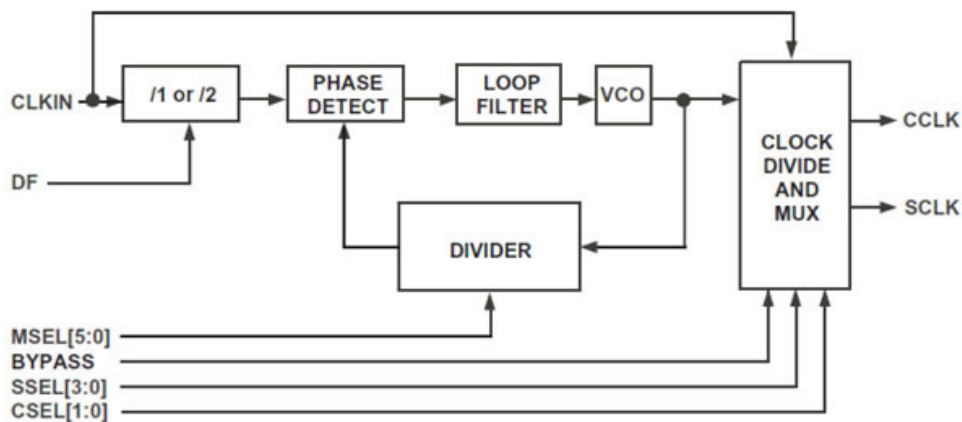 CLKIN
/1 or /2
PHASE
DETECT
LOOP
FILTER
VCO
CLOCK
DIVIDE
AND
MUX
CCLK
SCLK
DF
DIVIDER
MSEL[5:0]
BYPASS
SSEL[3:0]
CSEL[1:0]